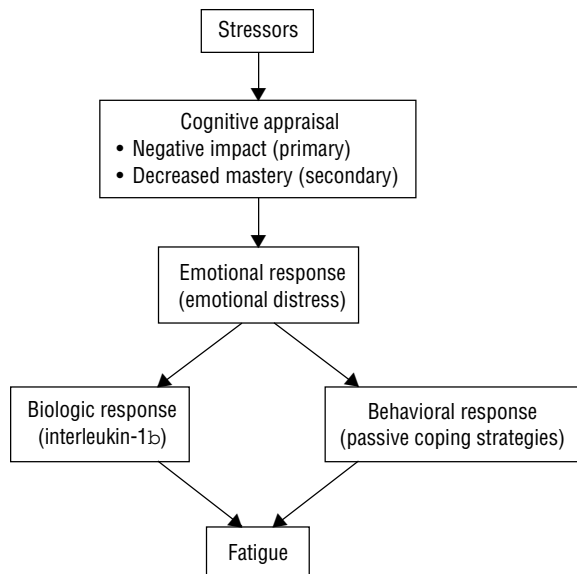 Stressors
Cognitive appraisal
• Negative impact (primary)
• Decreased mastery (secondary)
Emotional response
(emotional distress)
Biologic response
(interleukin-1b)
Behavioral response
(passive coping strategies)
Fatigue